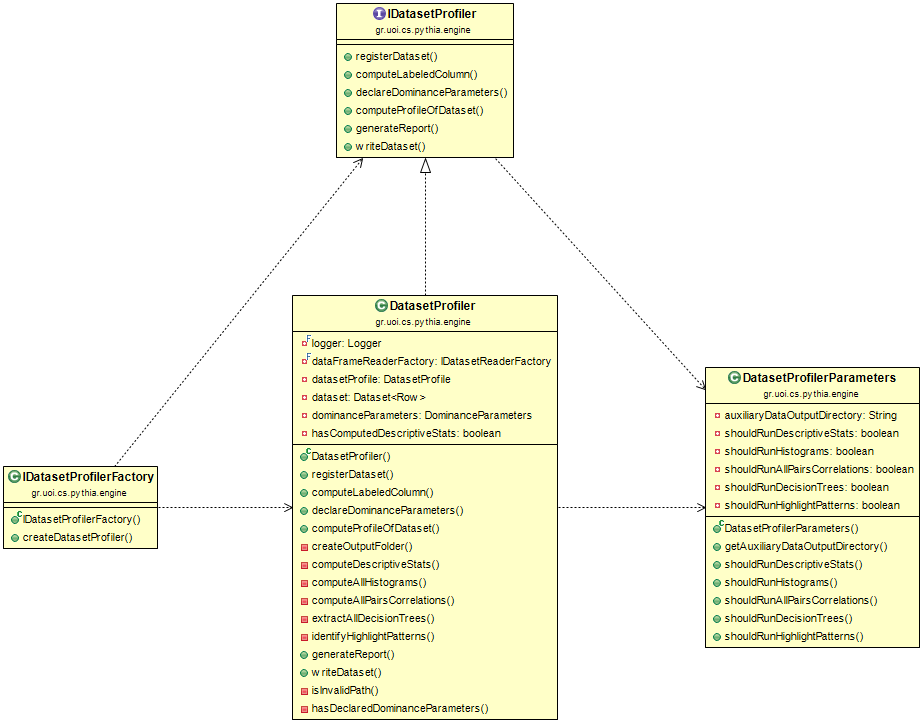 IDatasetProfiler
gr.uoi.cs.pythia.engine
registerDataset()
computeLabeledColumn()
declareDominanceParameters()
computeProfileOfDataset()
generateReport()
writeDataset()
DatasetProfiler
gr.uoi.cs.pythia.engine
logger: Logger
dataFrameReaderFactory: IDatasetReaderFactory
datasetProfile: DatasetProfile
dataset: Dataset<Row>
dominanceParameters: DominanceParameters
hasComputedDescriptiveStats: boolean
DatasetProfiler()
registerDataset()
computeLabeledColumn()
declareDominanceParameters()
computeProfileOfDataset()
createOutputFolder()
computeDescriptiveStats()
computeAllHistograms()
computeAllPairsCorrelations()
extractAllDecisionTrees()
identifyHighlightPatterns()
generateReport()
writeDataset()
isInvalidPath()
hasDeclaredDominanceParameters()
DatasetProfilerParameters
gr.uoi.cs.pythia.engine
auxiliaryDataOutputDirectory: String
shouldRunDescriptiveStats: boolean
shouldRunHistograms: boolean
shouldRunAllPairsCorrelations: boolean
shouldRunDecisionTrees: boolean
shouldRunHighlightPatterns: boolean
DatasetProfilerParameters()
getAuxiliaryDataOutputDirectory()
shouldRunDescriptiveStats()
shouldRunHistograms()
shouldRunAllPairsCorrelations()
shouldRunDecisionTrees()
shouldRunHighlightPatterns()
IDatasetProfilerFactory
gr.uoi.cs.pythia.engine
IDatasetProfilerFactory()
createDatasetProfiler()